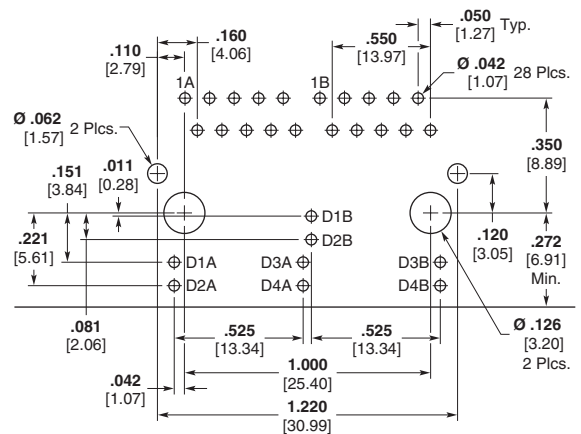 .050
[1.27] Typ.
.160
[4.06]
.550
[13.97]
.110
[2.79]
Ø .042
[1.07] 28 Plcs.
1A
1B
Ø .062
[1.57] 2 Plcs.
.350
[8.89]
.011
[0.28]
.151
[3.84]
D1B
.120
[3.05]
.272
[6.91]
Min.
.221
[5.61]
D2B
D1A
D3A
D3B
D2A
D4A
D4B
.081
[2.06]
.525
[13.34]
.525
[13.34]
Ø .126
[3.20]
2 Plcs.
1.000
[25.40]
.042
[1.07]
1.220
[30.99]